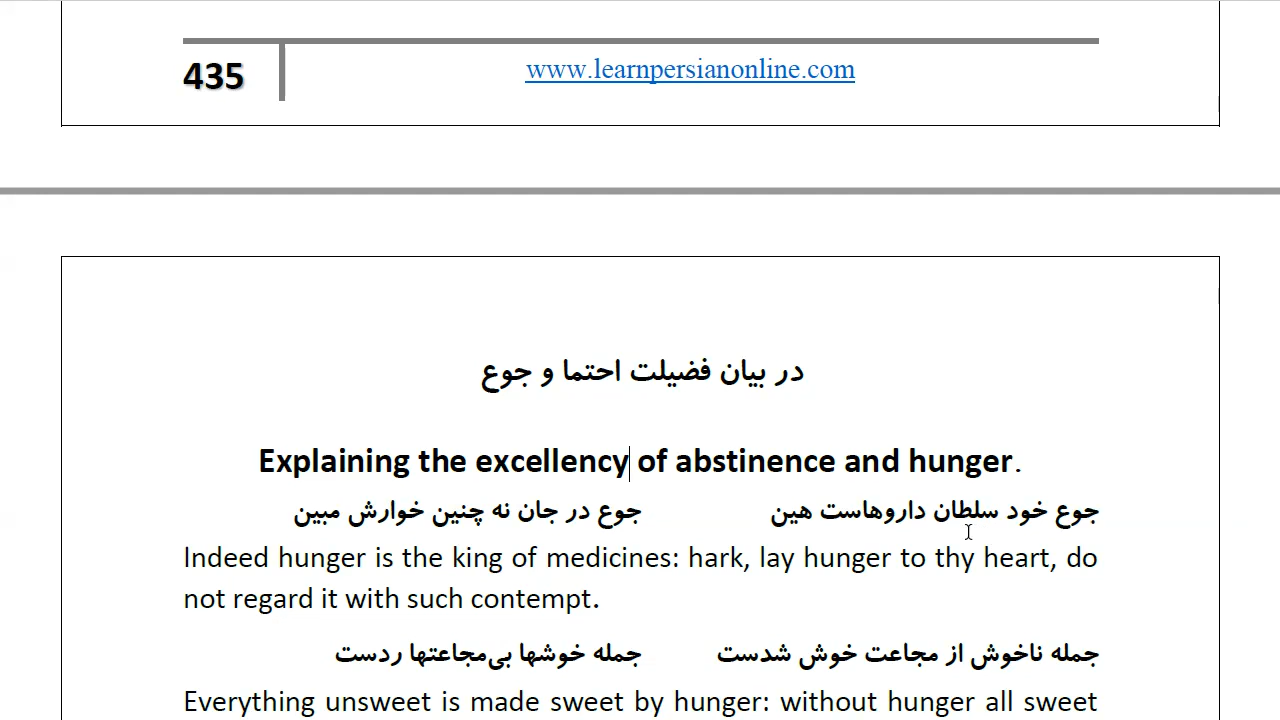 435
www.learnpersianonline.com
در بیان فضیلت احتما و جوع
Explaining the excellency of abstinence and hunger.
جوع خود سلطان داروهاست هین جوع در جان نه چنین خوارش مبین
Indeed hunger is the king of medicines: hark, lay hunger to thy heart, do
not regard it with such contempt.
جمله ناخوش از مجاعت خوش شدست جمله خوشها بی‌مجاعتها ردست
Everything unsweet is made sweet by hunger: without hunger all sweet